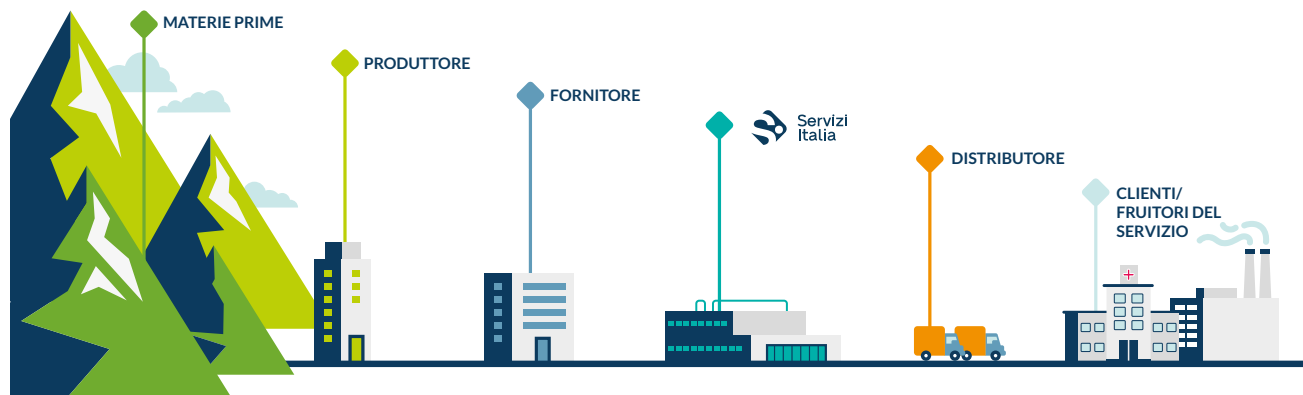 MATERIE PRIME
PRODUTTORE
FORNITORE
Servizi
Italia
DISTRIBUTORE
CLIENTI/
FRUITORI DEL
SERVIZIO